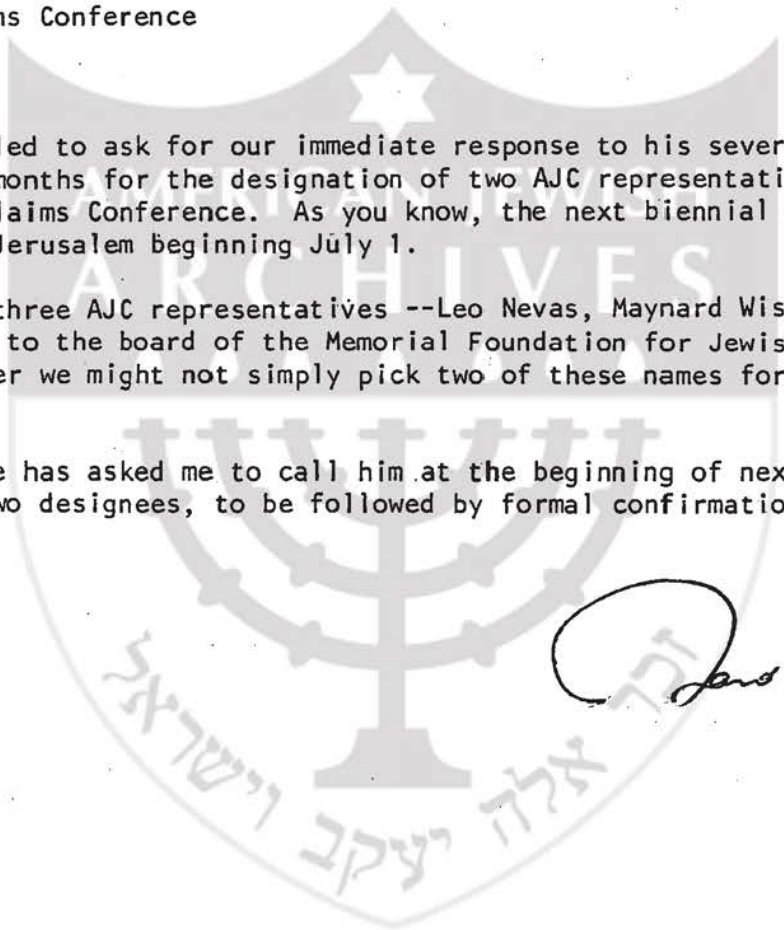 ns Conference
led to ask for our immediate response to his sever
months for the designation of two AJC representati
laims Conference. As you know, the next biennial
Jerusalem beginning July 1.
three AJC representatives --Leo Nevas, Maynard Wis
to the board of the Memorial Foundation for Jewis
er we might not simply pick two of these names for
e has asked me to call him at the beginning of nex
wo designees, to be followed by formal confirmatio
AMERICAN JEWISH
ARCHIVES
זכר אלה יעקב וישראל